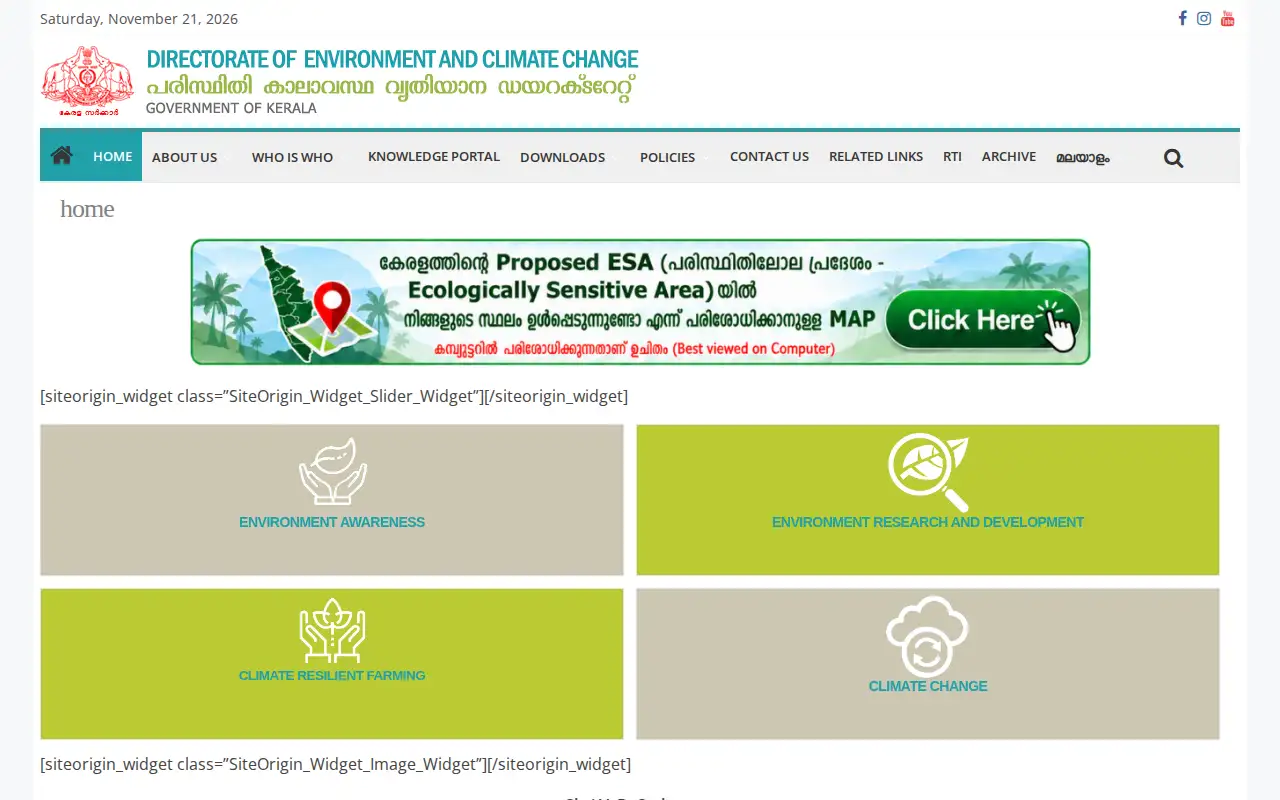 Saturday, November 21, 2026
DIRECTORATE OF ENVIRONMENT AND CLIMATE CHANGE
പരിസ്ഥിതി കാലാവസ്ഥ വ്യതിയാന ഡയറക്ടറേറ്റ്
GOVERNMENT OF KERALA
കേരള സർക്കാർ
HOME ABOUT US WHO IS WHO KNOWLEDGE PORTAL DOWNLOADS POLICIES CONTACT US RELATED LINKS RTI ARCHIVE മലയാളം
home
കേരളത്തിന്റെ Proposed ESA (പരിസ്ഥിതിലോല പ്രദേശം -
Ecologically Sensitive Area) യിൽ
നിങ്ങളുടെ സ്ഥലം ഉൾപ്പെടുന്നുണ്ടോ എന്ന് പരിശോധിക്കാനുള്ള MAP
Click Here
കമ്പ്യൂട്ടറിൽ പരിശോധിക്കുന്നതാണ് ഉചിതം (Best viewed on Computer)
[siteorigin_widget class=”SiteOrigin_Widget_Slider_Widget”][/siteorigin_widget]
ENVIRONMENT AWARENESS
ENVIRONMENT RESEARCH AND DEVELOPMENT
CLIMATE RESILIENT FARMING
CLIMATE CHANGE
[siteorigin_widget class=”SiteOrigin_Widget_Image_Widget”][/siteorigin_widget]